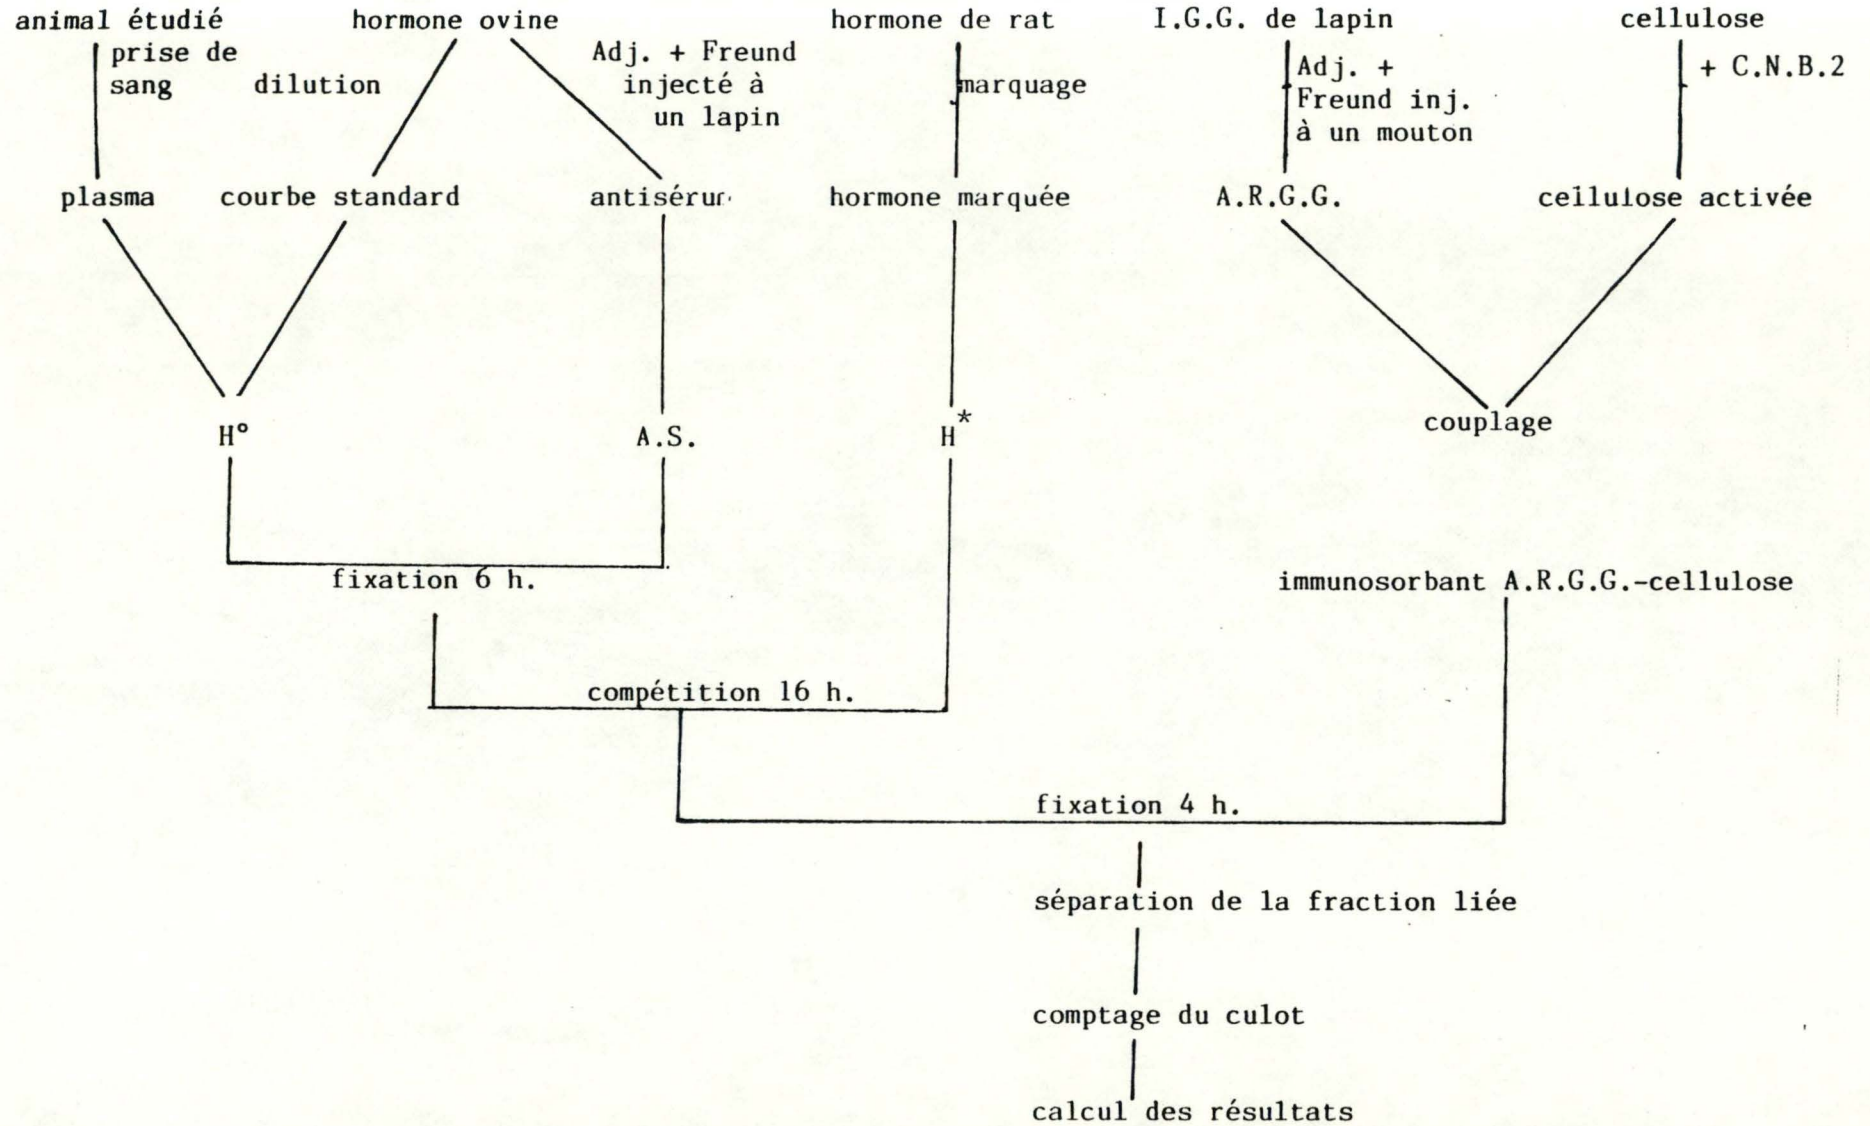 animal étudié hormone ovine hormone de rat I.G.G. de lapin cellulose
prise de sang
dilution
Adj. + Freund
injecté à
un lapin
marquage
Adj. +
Freund inj.
à un mouton
+ C.N.B.2
plasma courbe standard hormone marquée A.R.G.G. cellulose activée
H° A.S. H* couplage
fixation 6 h. immunosorbant A.R.G.G.-cellulose
compétition 16 h.
fixation 4 h.
séparation de la fraction liée
comptage du culot
calcul des résultats